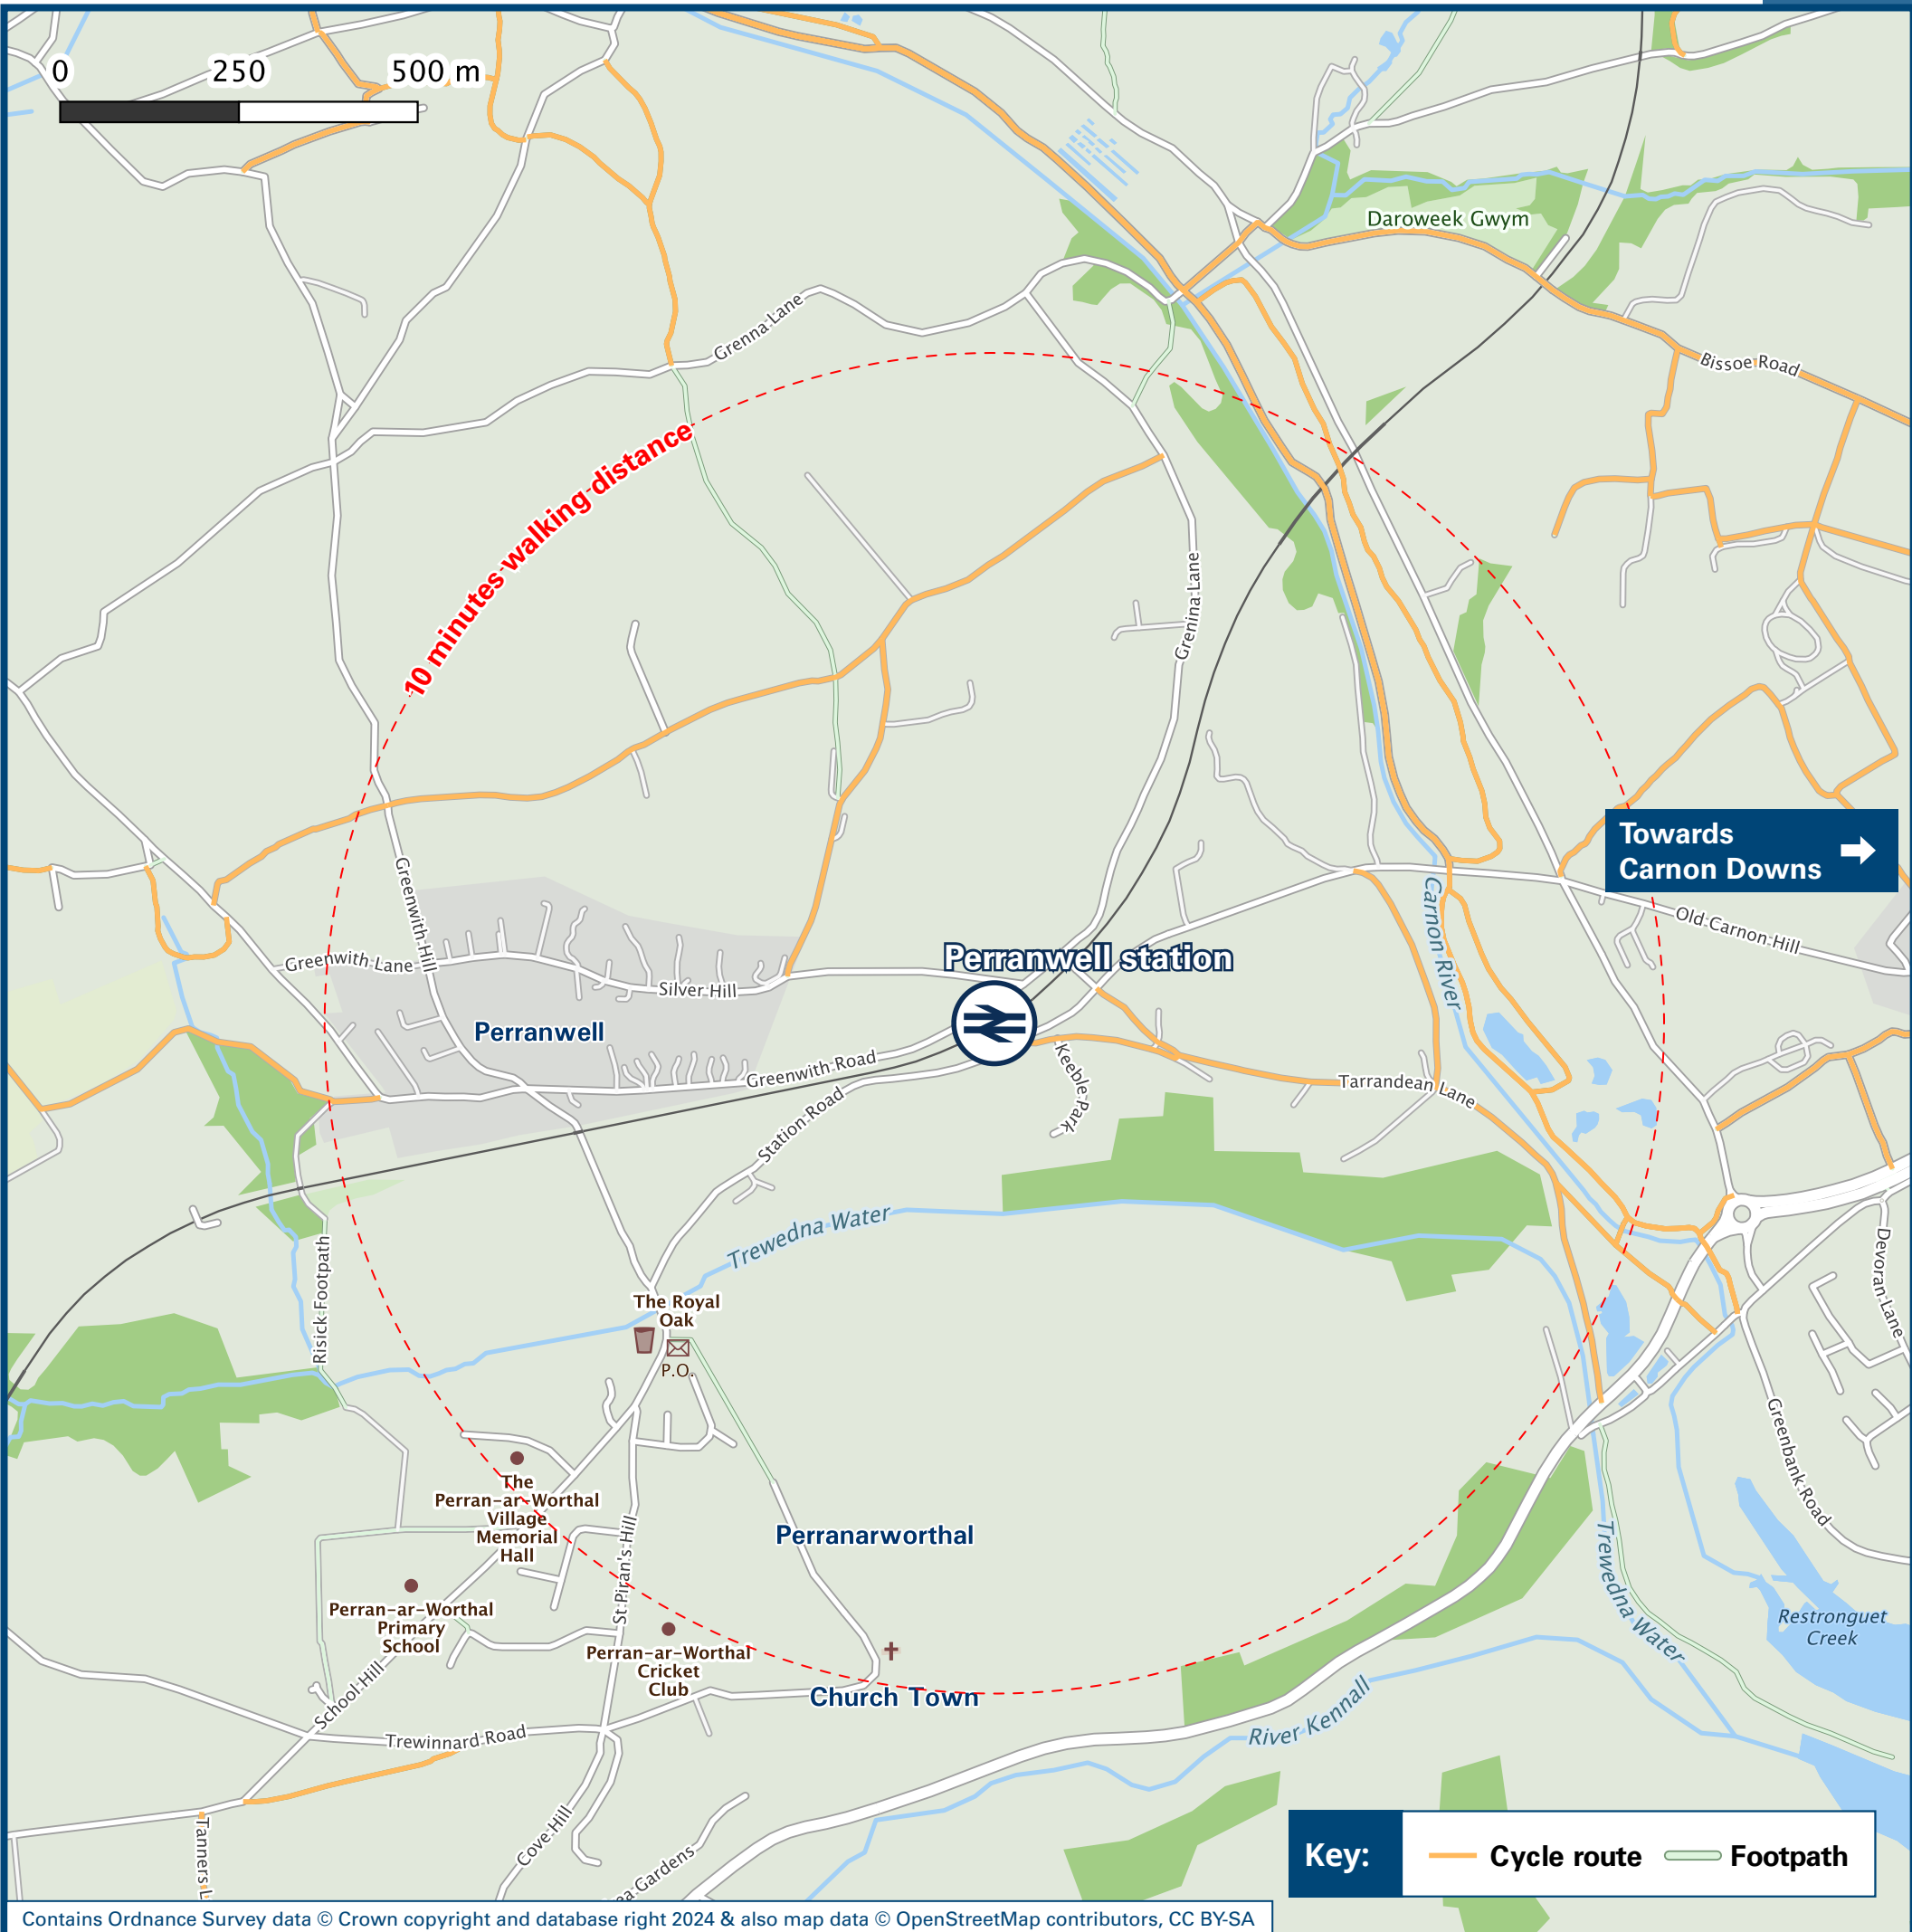 0 250 500 m
Daroweek Gwym
Grenna Lane
Bissoe Road
10 minutes walking distance
Grenina Lane
Towards
Carnon Downs
Greenwith Hill
Carnon River
Old Carnon Hill
Greenwith Lane
Perranwell station
Silver Hill
Perranwell
Greenwith Road
Keeble Park
Tarrandean Lane
Station Road
Trewedna Water
Risick Footpath
Devoran Lane
The Royal
Oak
P.O.
Greenbank Road
The
Perran-ar-Worthal
Village
Memorial
Hall
Perranarworthal
St Piran's Hill
Trewedna Water
Perran-ar-Worthal
Primary
School
Restronguet
Creek
Perran-ar-Worthal
Cricket
Club
School Hill
Church Town
River Kennall
Trewinnard Road
Tanners L
Cove Hill
ea Gardens
Key: Cycle route Footpath
Contains Ordnance Survey data © Crown copyright and database right 2024 & also map data © OpenStreetMap contributors, CC BY-SA